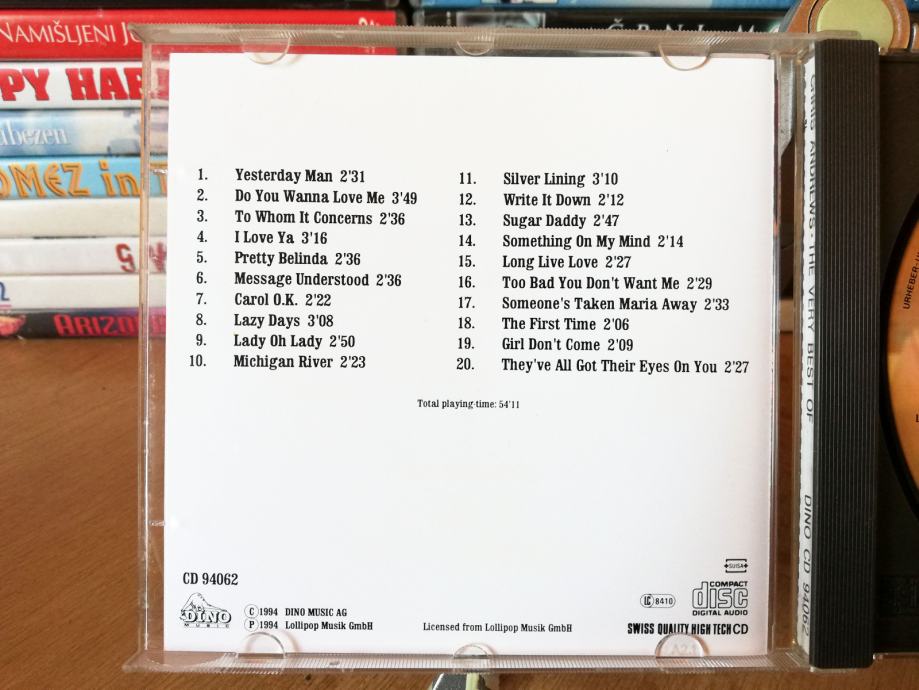 NAMIŠLJENI
PY HAR
abezen
OMEZ in T
ARIZO
1. Yesterday Man 2'31
2. Do You Wanna Love Me 3'49
3. To Whom It Concerns 2'36
4. I Love Ya 3'16
5. Pretty Belinda 2'36
6. Message Understood 2'36
7. Carol O.K. 2'22
8. Lazy Days 3'08
9. Lady Oh Lady 2'50
10. Michigan River 2'23
11. Silver Lining 3'10
12. Write It Down 2'12
13. Sugar Daddy 2'47
14. Something On My Mind 2'14
15. Long Live Love 2'27
16. Too Bad You Don't Want Me 2'29
17. Someone's Taken Maria Away 2'33
18. The First Time 2'06
19. Girl Don't Come 2'09
20. They've All Got Their Eyes On You 2'27
Total playing-time: 54'11
CD 94062
DINO
MUSIC
C 1994 DINO MUSIC AG
P 1994 Lollipop Musik GmbH
Licensed from Lollipop Musik GmbH
SUISA
LC 8410
COMPACT
disc
DIGITAL AUDIO
SWISS QUALITY HIGH TECH CD
CHRIS ANDREWS · THE VERY BEST OF DINO CD 94062